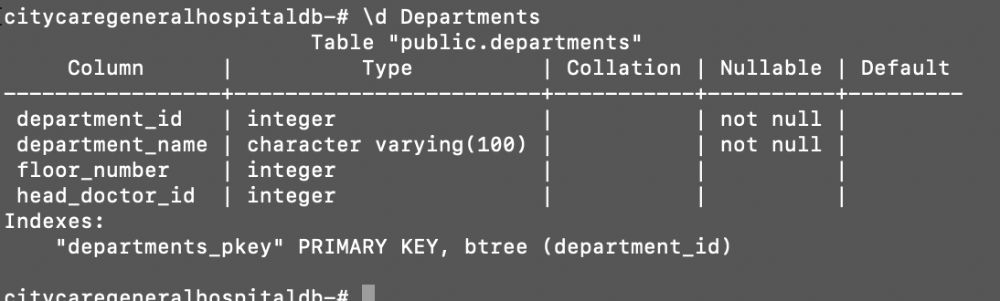 citycaregeneralhospitaldb-# \d Departments
                        Table "public.departments"
     Column      |          Type          | Collation | Nullable | Default
-----------------+------------------------+-----------+----------+---------
 department_id   | integer                |           | not null |
 department_name | character varying(100) |           | not null |
 floor_number    | integer                |           |          |
 head_doctor_id  | integer                |           |          |
Indexes:
    "departments_pkey" PRIMARY KEY, btree (department_id)
citycaregeneralhospitaldb-#